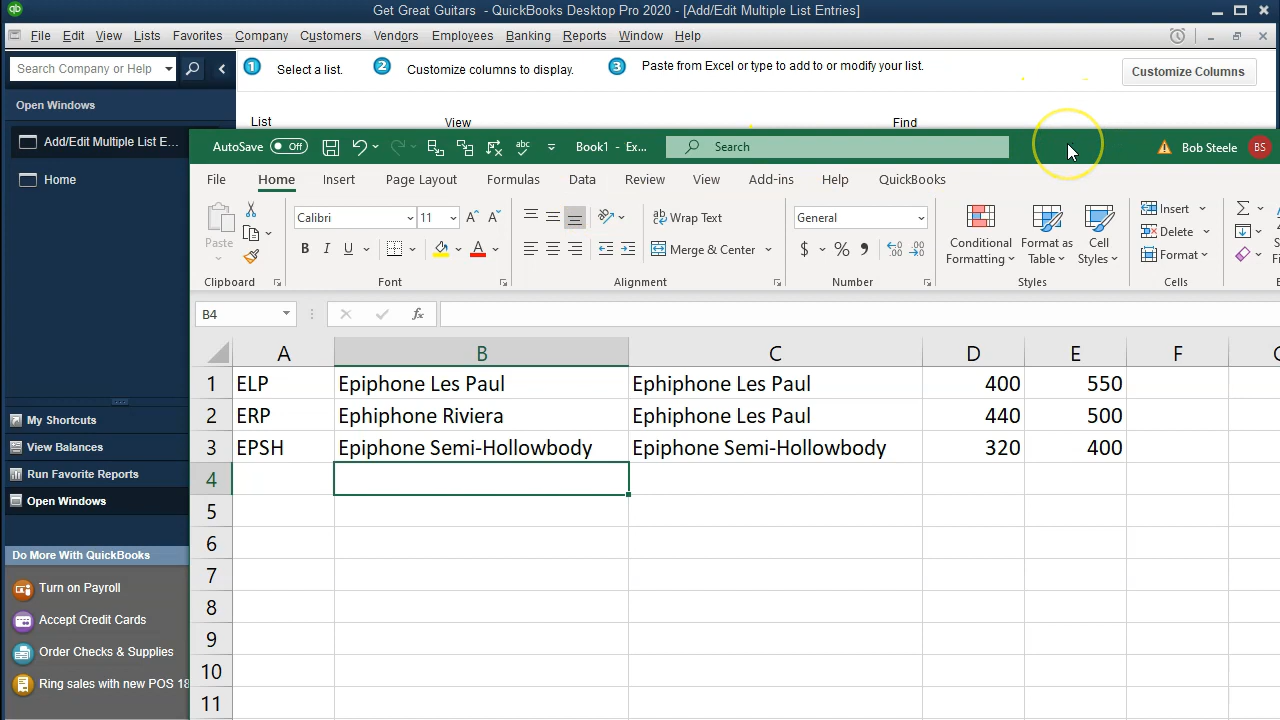 Get Great Guitars - QuickBooks Desktop Pro 2020 - [Add/Edit Multiple List Entries]
File Edit View Lists Favorites Company Customers Vendors Employees Banking Reports Window Help
Search Company or Help
1 Select a list. 2 Customize columns to display. 3 Paste from Excel or type to add to or modify your list. Customize Columns
Open Windows
List View Find
Add/Edit Multiple List E...
Home
AutoSave Off Book1 - Ex... Search Bob Steele BS
File Home Insert Page Layout Formulas Data Review View Add-ins Help QuickBooks
Paste Calibri 11 Wrap Text General Conditional Formatting Format as Table Cell Styles Insert
B I U A Merge & Center $ % Delete
Format
Clipboard Font Alignment Number Styles Cells
B4 fx
A B C D E F
1 ELP Epiphone Les Paul Ephiphone Les Paul 400 550
2 ERP Ephiphone Riviera Ephiphone Les Paul 440 500
3 EPSH Epiphone Semi-Hollowbody Epiphone Semi-Hollowbody 320 400
4
5
6
7
8
9
10
11
My Shortcuts
View Balances
Run Favorite Reports
Open Windows
Do More With QuickBooks
Turn on Payroll
Accept Credit Cards
Order Checks & Supplies
Ring sales with new POS 18